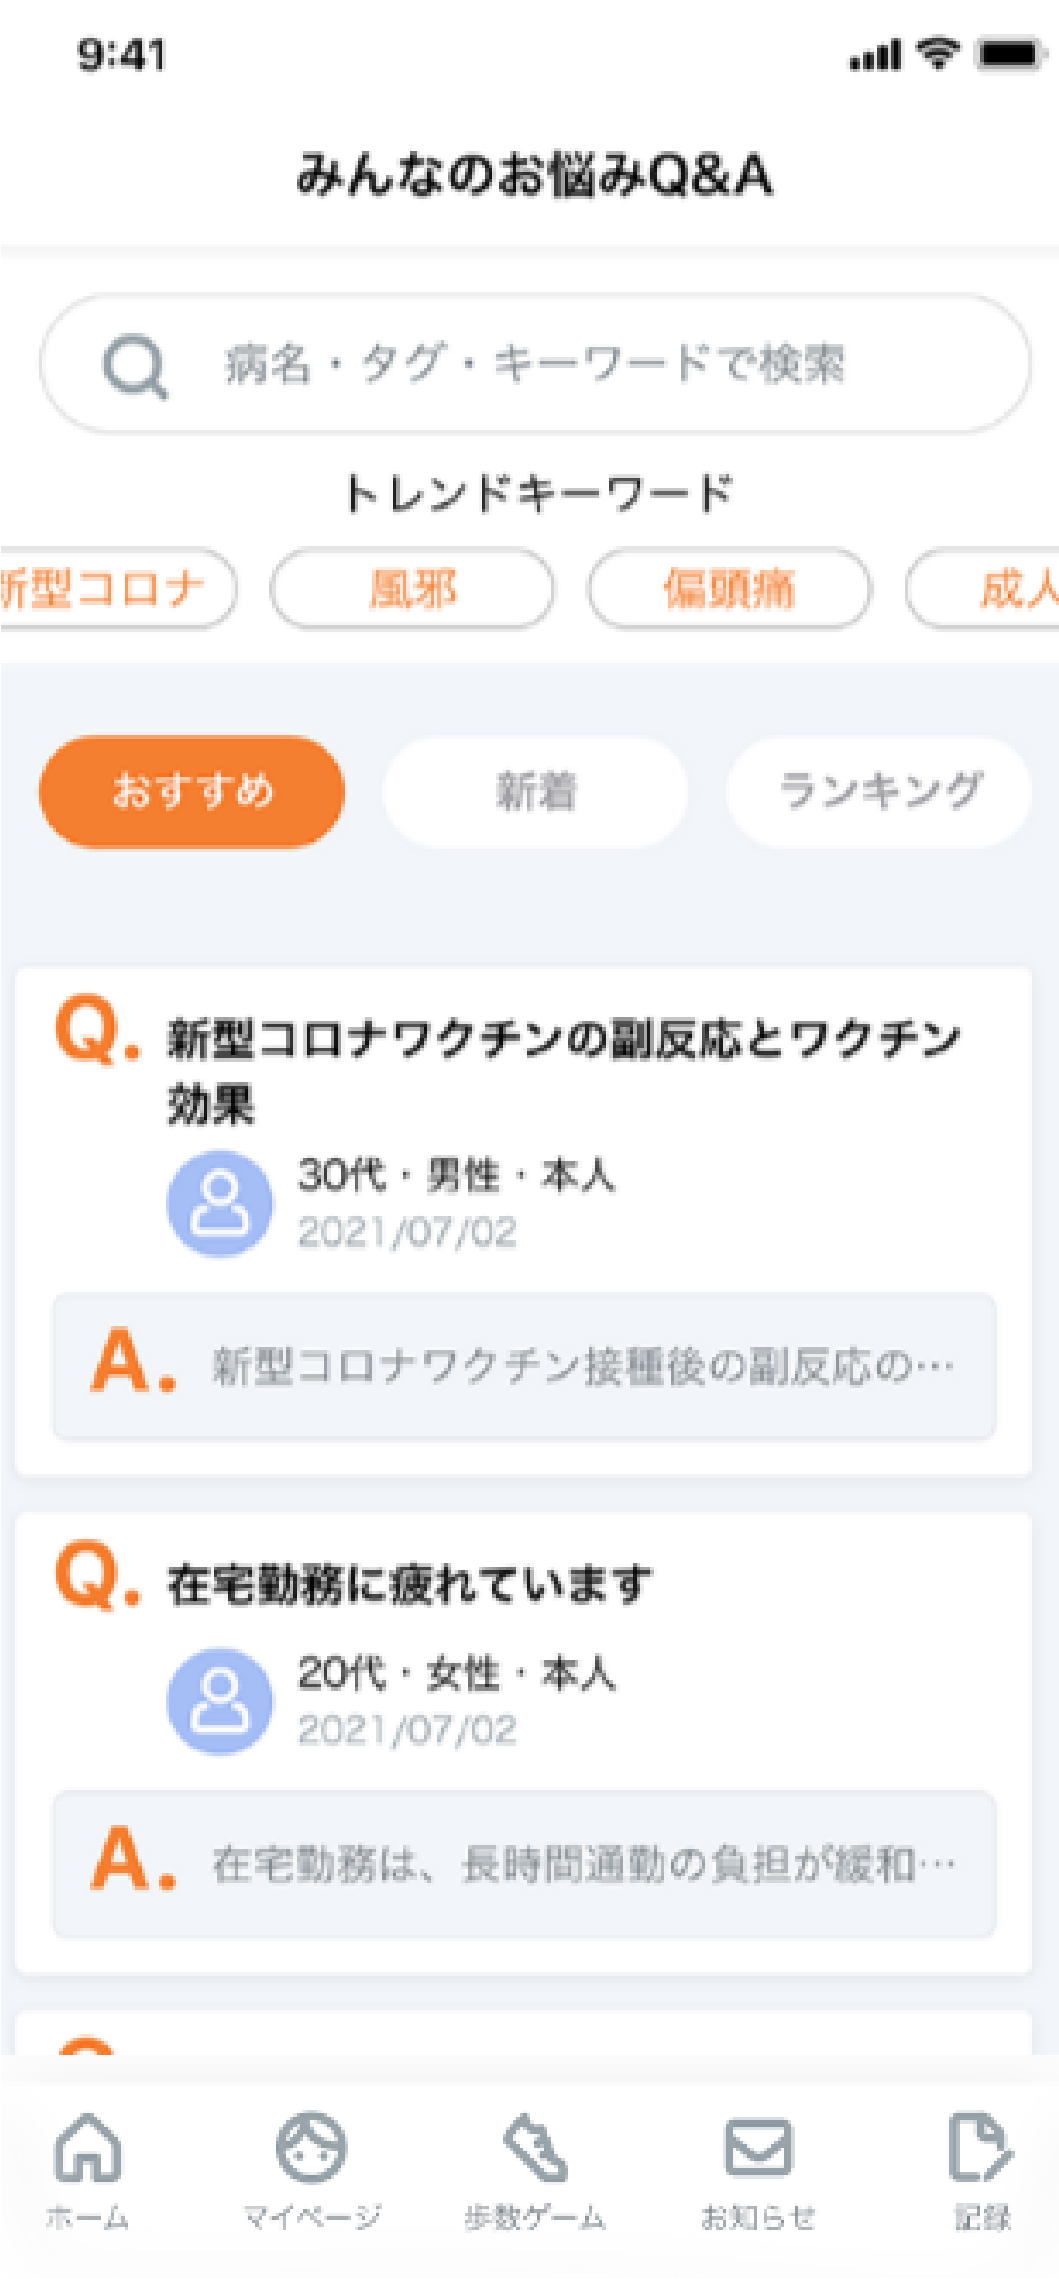 9:41
みんなのお悩みQ&A
病名・タグ・キーワードで検索
トレンドキーワード
新型コロナ
風邪
偏頭痛
成人
おすすめ
新着
ランキング
Q. 新型コロナワクチンの副反応とワクチン
効果
30代・男性・本人
2021/07/02
A. 新型コロナワクチン接種後の副反応の…
Q. 在宅勤務に疲れています
20代・女性・本人
2021/07/02
A. 在宅勤務は、長時間通勤の負担が緩和…
ホーム
マイページ
歩数ゲーム
お知らせ
記録